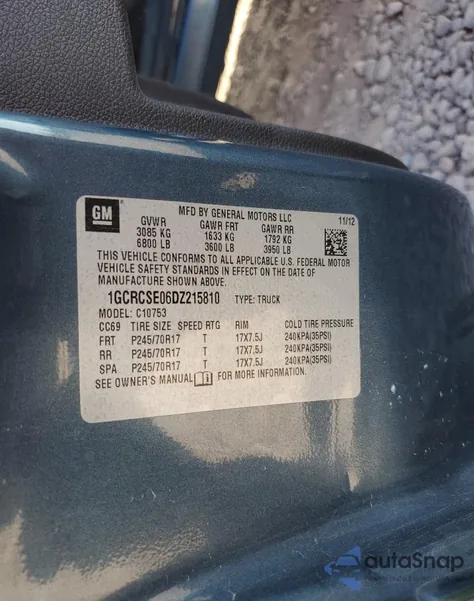 GM
MFD BY GENERAL MOTORS LLC
11/12
GVWR GAWR FRT GAWR RR
3085 KG 1633 KG 1792 KG
6800 LB 3600 LB 3950 LB
THIS VEHICLE CONFORMS TO ALL APPLICABLE U.S. FEDERAL MOTOR
VEHICLE SAFETY STANDARDS IN EFFECT ON THE DATE OF
MANUFACTURE SHOWN ABOVE.
1GCRCSE06DZ215810 TYPE: TRUCK
MODEL: C10753
CC69 TIRE SIZE SPEED RTG RIM COLD TIRE PRESSURE
FRT P245/70R17 T 17X7.5J 240KPA(35PSI)
RR P245/70R17 T 17X7.5J 240KPA(35PSI)
SPA P245/70R17 T 17X7.5J 240KPA(35PSI)
SEE OWNER'S MANUAL FOR MORE INFORMATION.
autoSnap